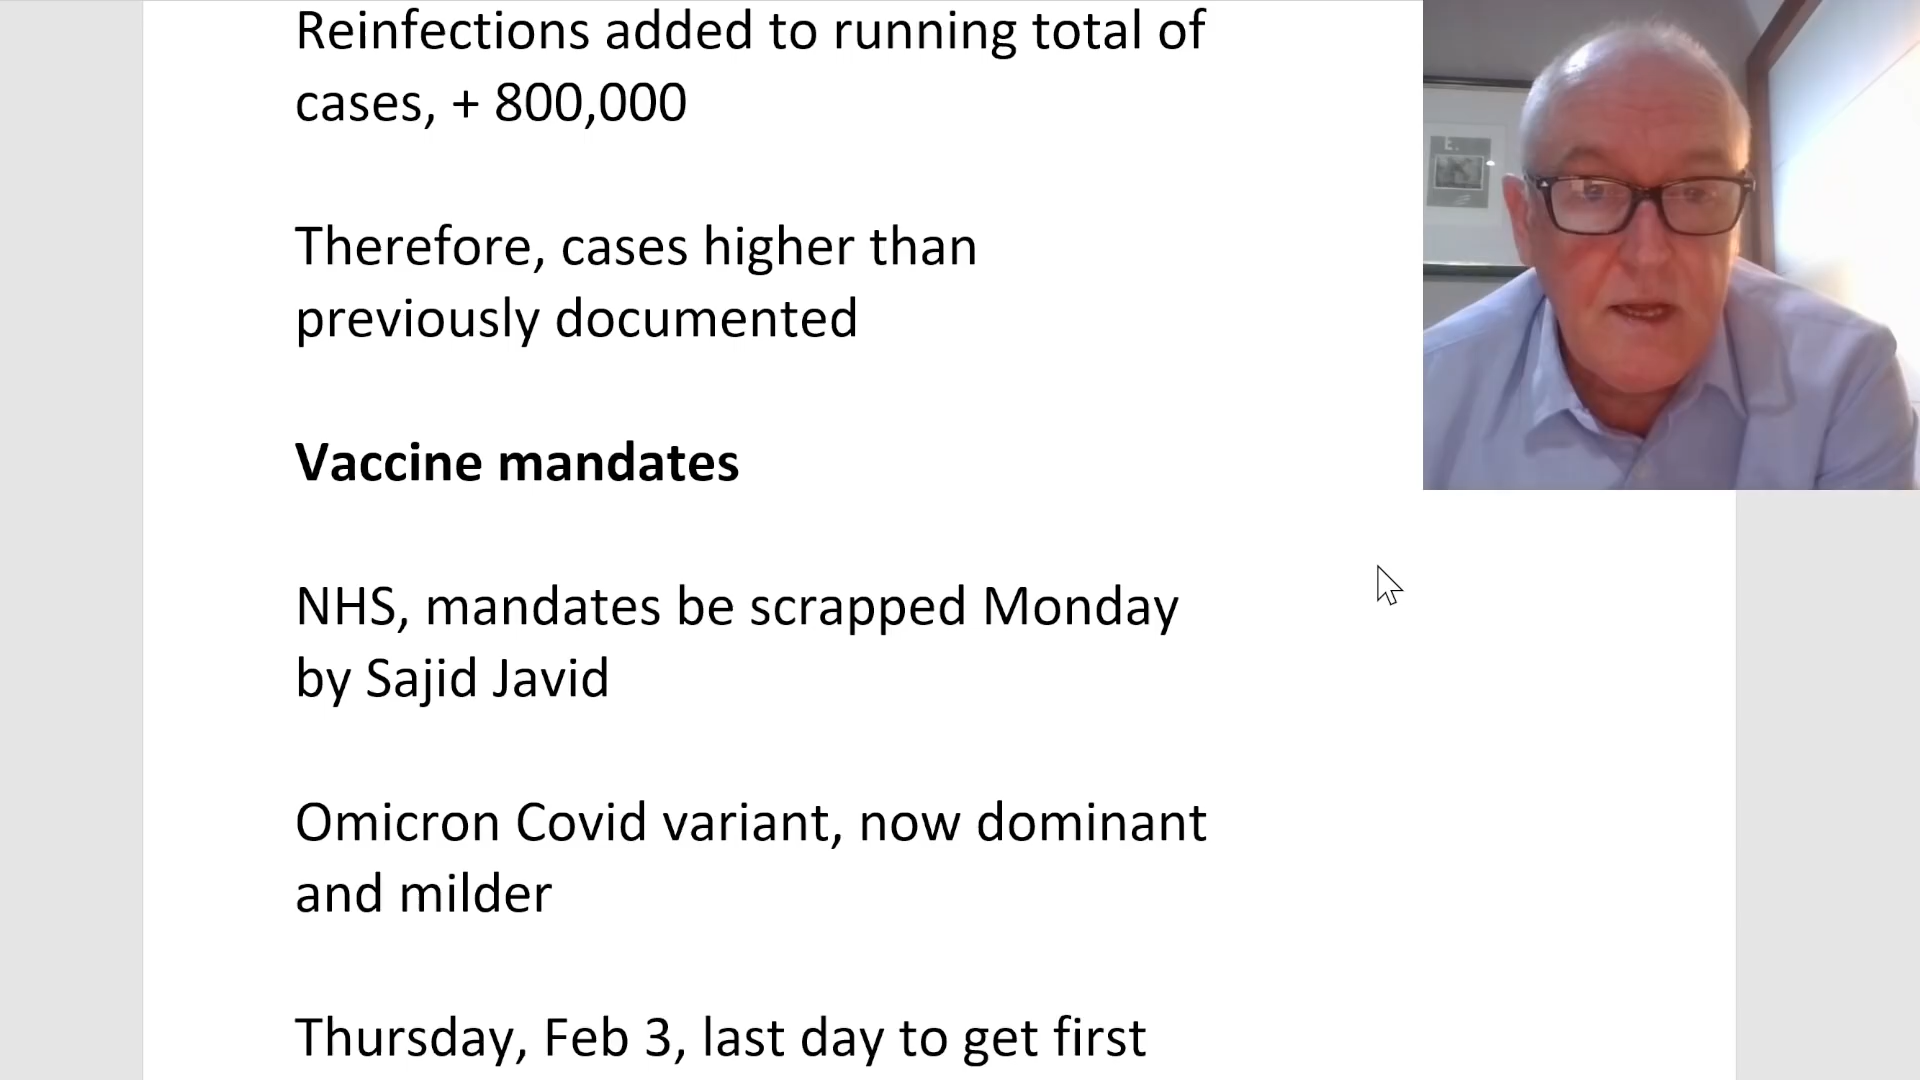 Reinfections added to running total of
cases, + 800,000
Therefore, cases higher than
previously documented
Vaccine mandates
NHS, mandates be scrapped Monday
by Sajid Javid
Omicron Covid variant, now dominant
and milder
Thursday, Feb 3, last day to get first
E.